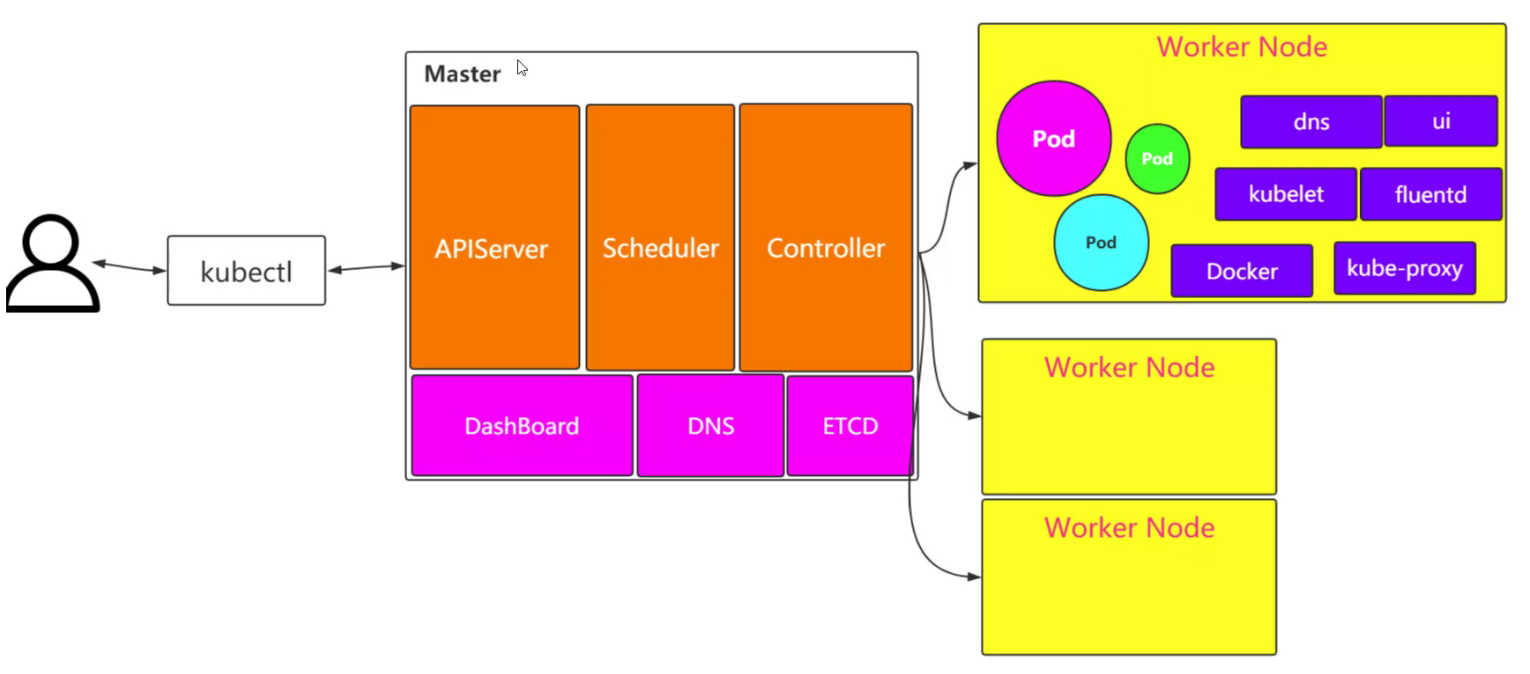 Master
kubectl
APIServer
Scheduler
Controller
DashBoard
DNS
ETCD
Worker Node
Pod
Pod
Pod
dns
ui
kubelet
fluentd
Docker
kube-proxy
Worker Node
Worker Node